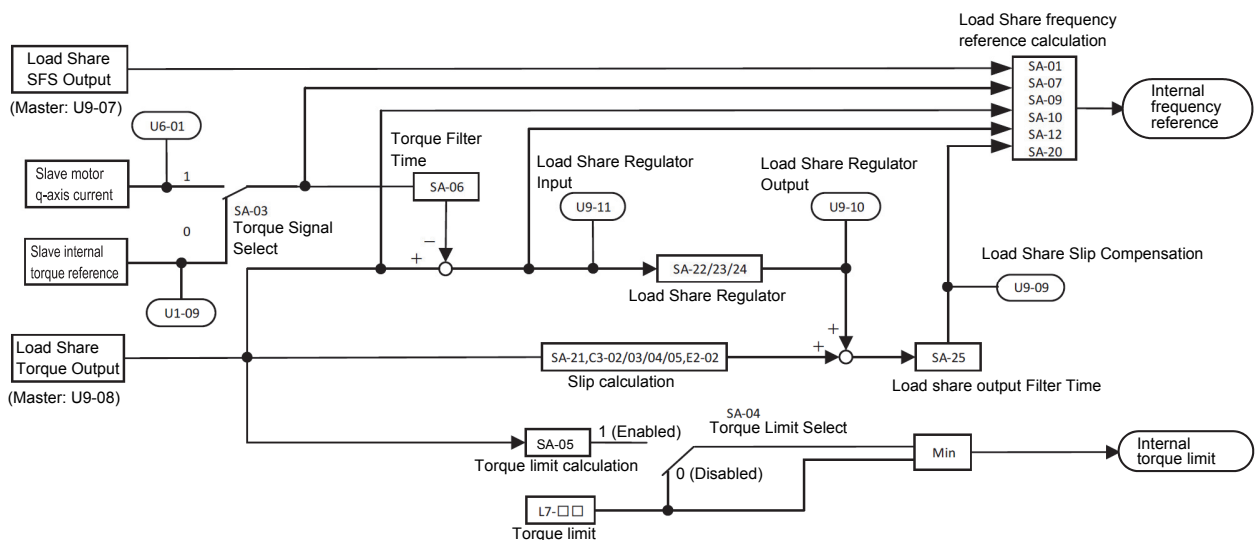 Load Share frequency
reference calculation
Load Share
SFS Output
(Master: U9-07)
SA-01
SA-07
SA-09
SA-10
SA-12
SA-20
Internal
frequency
reference
U6-01
Slave motor
q-axis current
1
SA-03
Torque Signal
Select
0
Slave internal
torque reference
U1-09
Torque Filter
Time
SA-06
−
+
Load Share Regulator
Input
U9-11
Load Share Regulator
Output
U9-10
SA-22/23/24
Load Share Regulator
Load Share Slip Compensation
U9-09
Load Share
Torque Output
(Master: U9-08)
SA-21,C3-02/03/04/05,E2-02
Slip calculation
+
+
SA-25
Load share output Filter Time
SA-05
Torque limit calculation
1 (Enabled)
SA-04
Torque Limit Select
0 (Disabled)
L7-□□
Torque limit
Min
Internal
torque limit